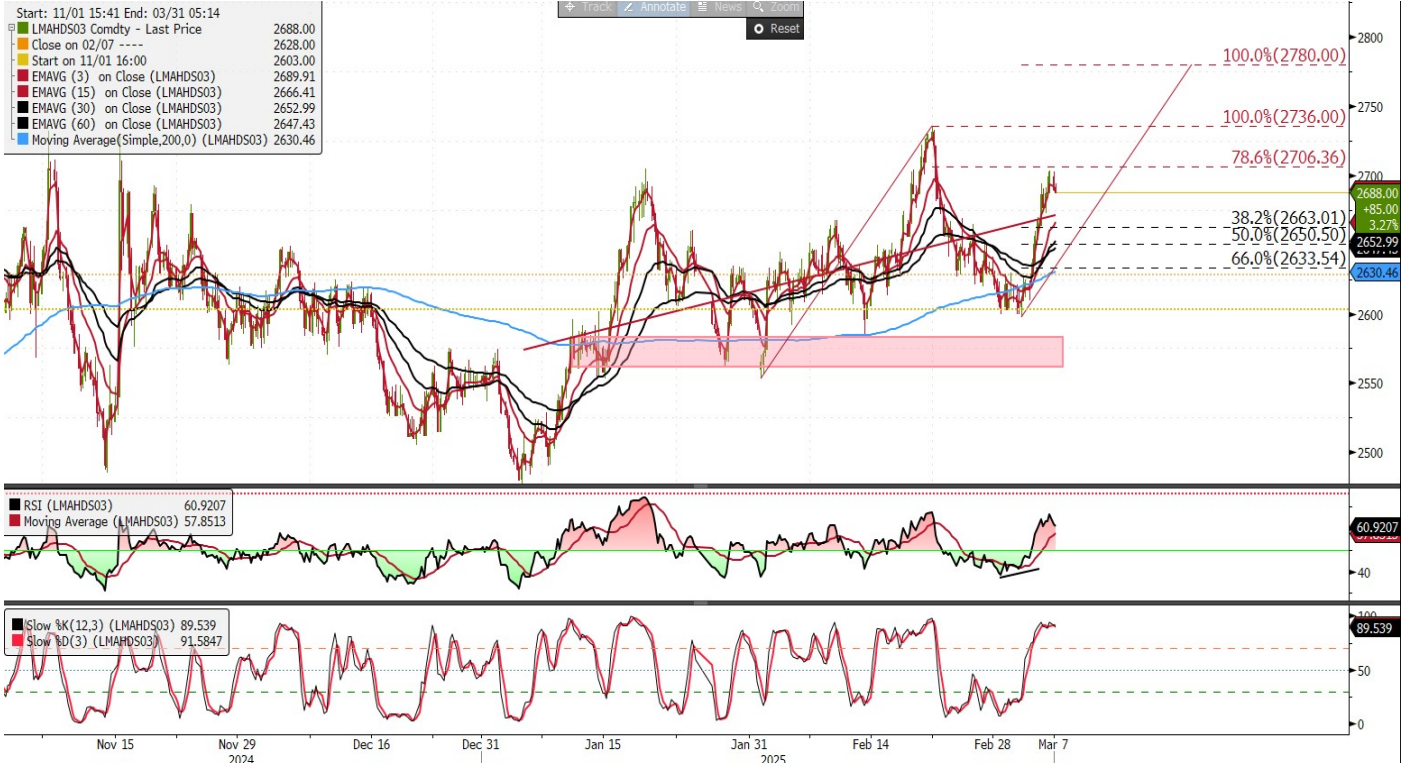 Track Annotate News Zoom
Reset
Start: 11/01 15:41 End: 03/31 05:14
LMAHDS03 Comdty - Last Price 2688.00
Close on 02/07 ---- 2628.00
Start on 11/01 16:00 2603.00
EMAVG (3) on Close (LMAHDS03) 2689.91
EMAVG (15) on Close (LMAHDS03) 2666.41
EMAVG (30) on Close (LMAHDS03) 2652.99
EMAVG (60) on Close (LMAHDS03) 2647.43
Moving Average(Simple,200,0) (LMAHDS03) 2630.46
2800
100.0%(2780.00)
2750
100.0%(2736.00)
78.6%(2706.36)
2700
2688.00
+85.00
3.27%
38.2%(2663.01)
50.0%(2650.50)
2652.99
66.0%(2633.54)
2630.46
2600
2550
2500
RSI (LMAHDS03) 60.9207
Moving Average (LMAHDS03) 57.8513
60.9207
40
Slow %K(12,3) (LMAHDS03) 89.539
Slow %D(3) (LMAHDS03) 91.5847
100
89.539
50
0
Nov 15 Nov 29 Dec 16 Dec 31 Jan 15 Jan 31 Feb 14 Feb 28 Mar 7
2024 2025